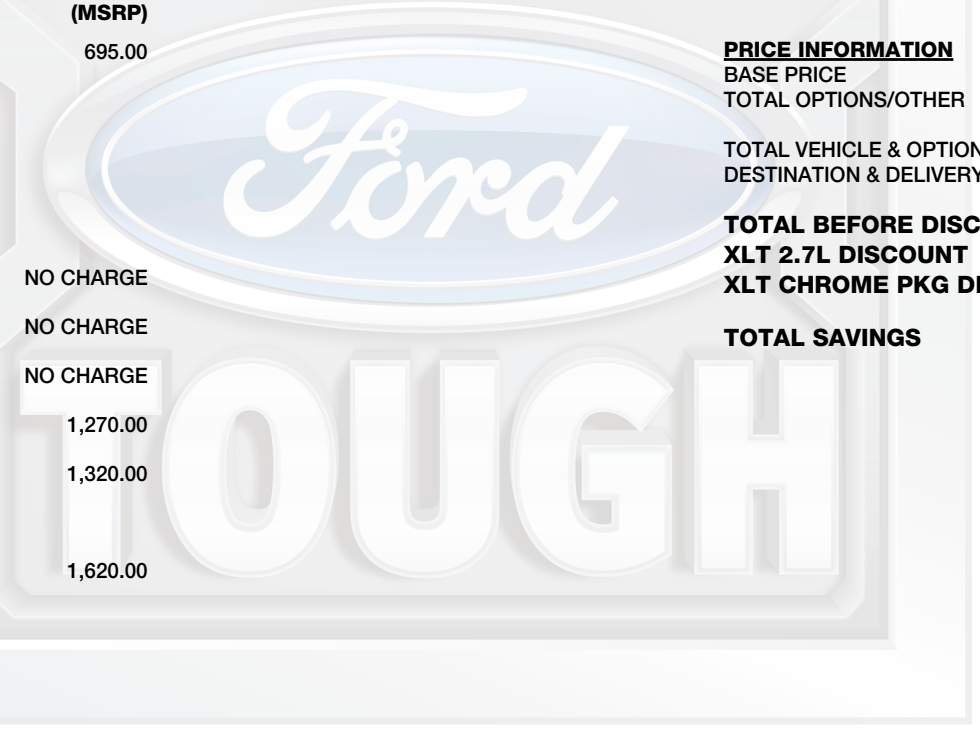 (MSRP)
695.00
NO CHARGE
NO CHARGE
NO CHARGE
1,270.00
1,320.00
1,620.00
PRICE INFORMATION
BASE PRICE
TOTAL OPTIONS/OTHER
TOTAL VEHICLE & OPTION
DESTINATION & DELIVERY
TOTAL BEFORE DISC
XLT 2.7L DISCOUNT
XLT CHROME PKG DI
TOTAL SAVINGS
Ford
TOUGH